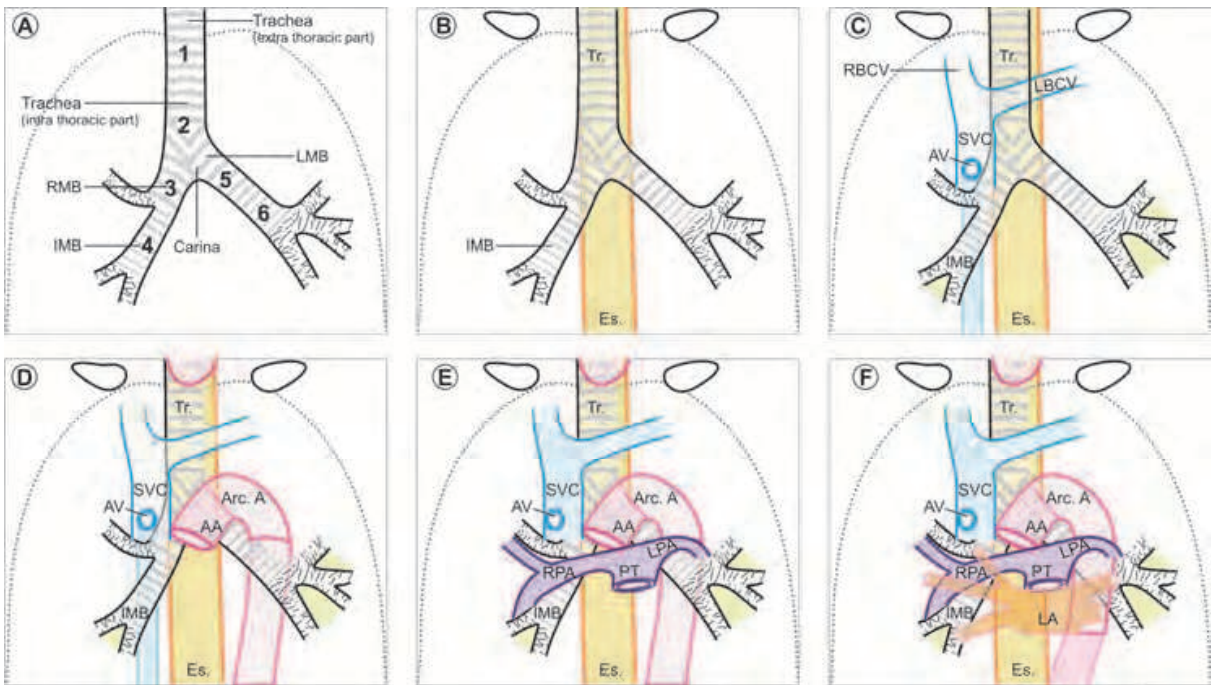 A
Trachea
(extra thoracic part)
1
Trachea
(intra thoracic part)
2
LMB
RMB
3
5
6
IMB
4
Carina
B
Tr.
IMB
Es.
C
RBCV
Tr.
LBCV
SVC
AV
IMB
Es.
D
Tr.
SVC
Arc. A
AV
AA
IMB
Es.
E
Tr.
SVC
Arc. A
AV
AA
LPA
RPA
PT
IMB
Es.
F
Tr.
SVC
Arc. A
AV
AA
LPA
RPA
PT
IMB
LA
Es.